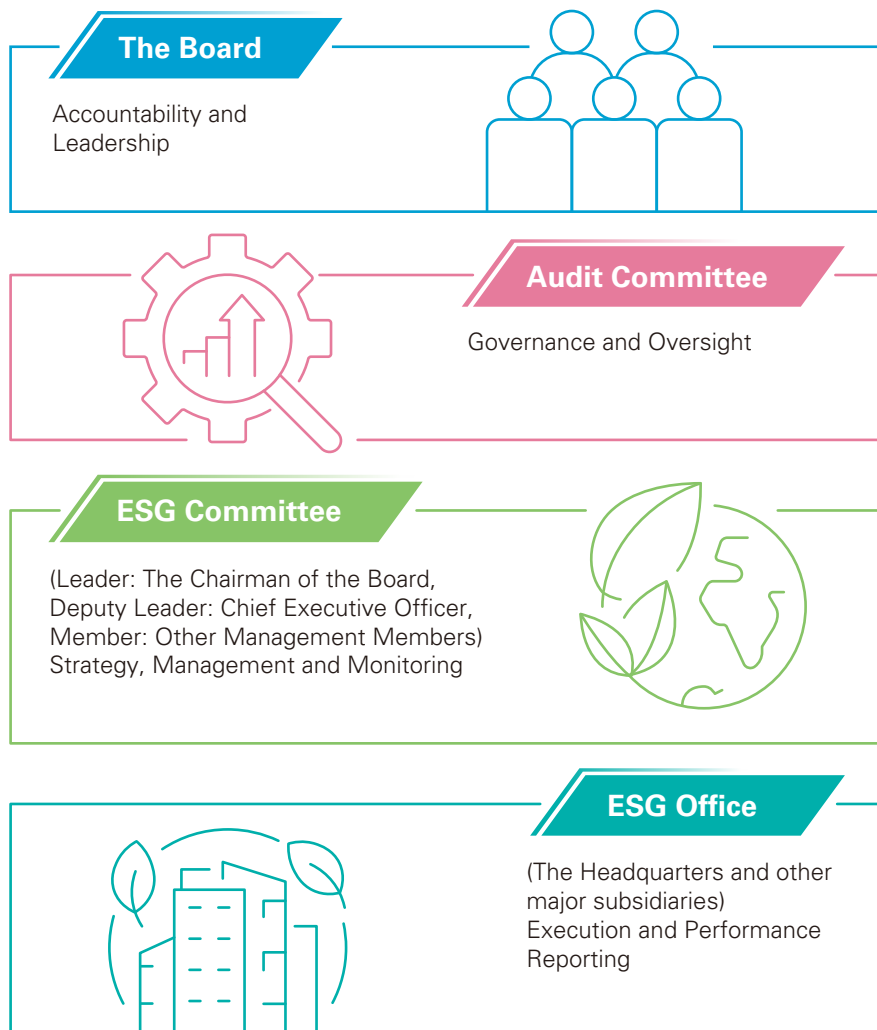 The Board
Accountability and
Leadership
Audit Committee
Governance and Oversight
ESG Committee
(Leader: The Chairman of the Board,
Deputy Leader: Chief Executive Officer,
Member: Other Management Members)
Strategy, Management and Monitoring
ESG Office
(The Headquarters and other
major subsidiaries)
Execution and Performance
Reporting